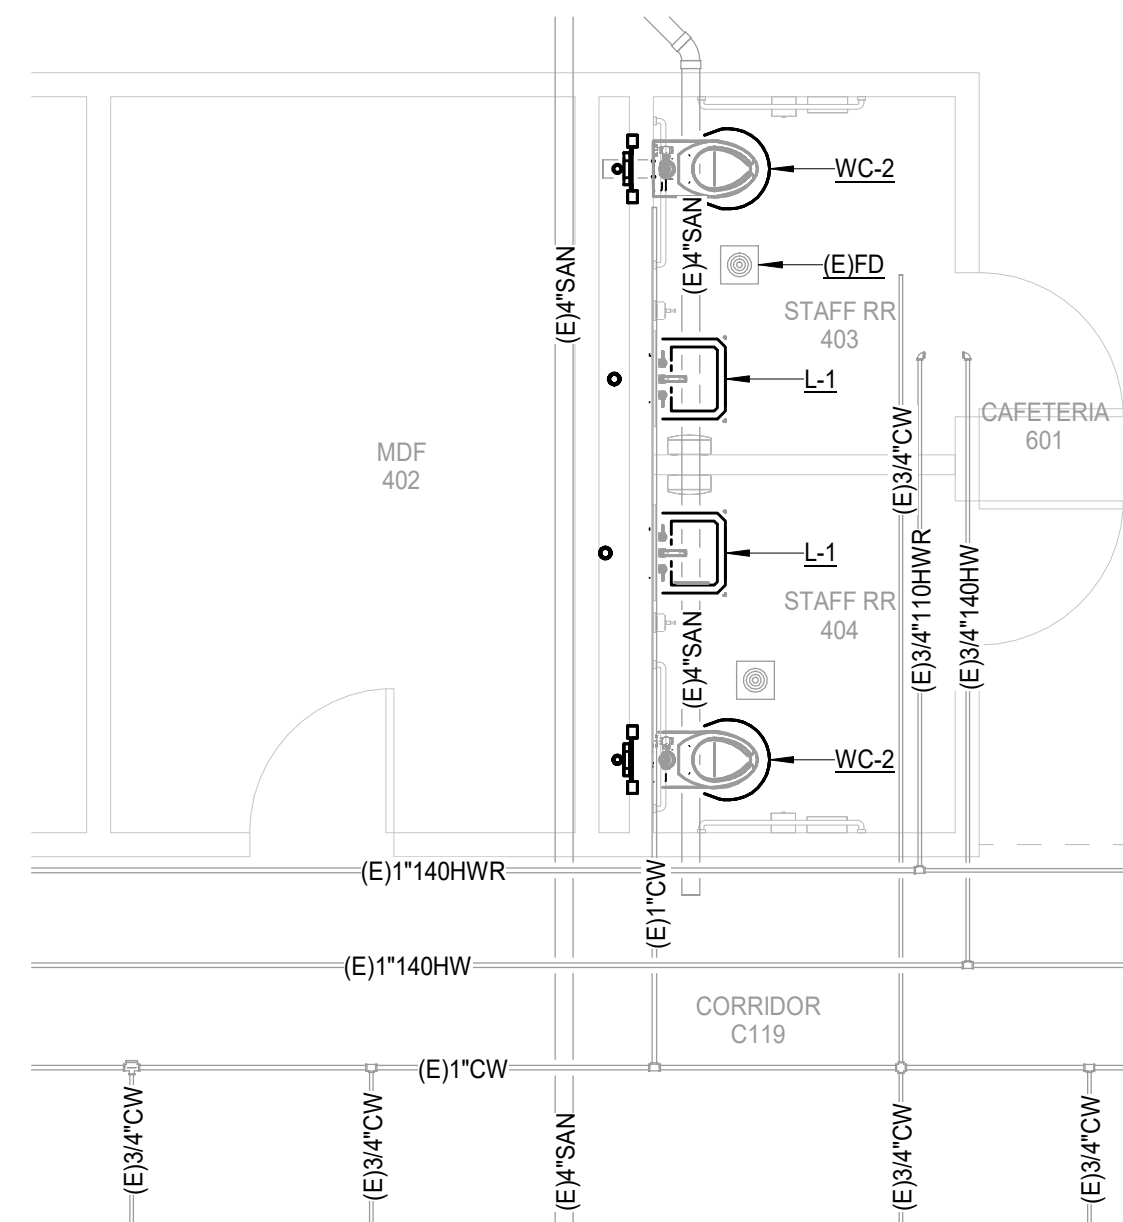 WC-2
(E)4"SAN
(E)4"SAN
(E)FD
STAFF RR
403
L-1
CAFETERIA
601
MDF
402
(E)3/4"CW
(E)3/4"110HWR
(E)3/4"140HW
L-1
STAFF RR
404
(E)4"SAN
WC-2
(E)1"140HWR
(E)1"CW
(E)1"140HW
CORRIDOR
C119
(E)1"CW
(E)3/4"CW
(E)3/4"CW
(E)4"SAN
(E)3/4"CW
(E)3/4"CW